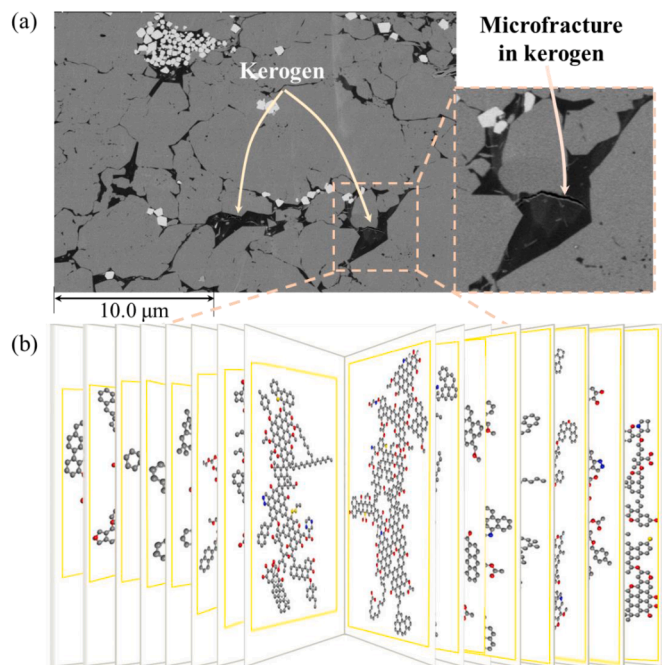 (a)
Kerogen
Microfracture
in kerogen
10.0 μm
(b)